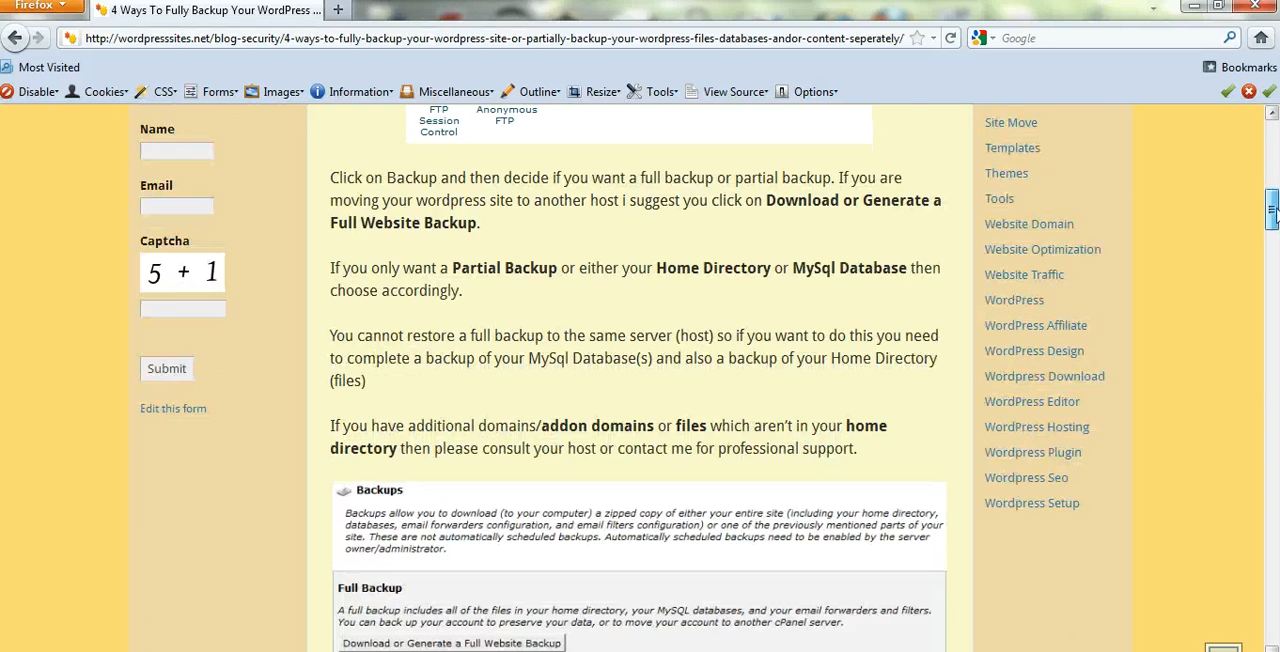 Firefox
4 Ways To Fully Backup Your WordPress ...
http://wordpresssites.net/blog-security/4-ways-to-fully-backup-your-wordpress-site-or-partially-backup-your-wordpress-files-databases-andor-content-seperately/
Google
Most Visited
Bookmarks
Disable
Cookies
CSS
Forms
Images
Information
Miscellaneous
Outline
Resize
Tools
View Source
Options
Name
Email
Captcha
5 + 1
Submit
Edit this form
FTP Session Control
Anonymous FTP
Click on Backup and then decide if you want a full backup or partial backup. If you are
moving your wordpress site to another host i suggest you click on Download or Generate a
Full Website Backup.
If you only want a Partial Backup or either your Home Directory or MySql Database then
choose accordingly.
You cannot restore a full backup to the same server (host) so if you want to do this you need
to complete a backup of your MySql Database(s) and also a backup of your Home Directory
(files)
If you have additional domains/addon domains or files which aren't in your home
directory then please consult your host or contact me for professional support.
Backups
Backups allow you to download (to your computer) a zipped copy of either your entire site (including your home directory,
databases, email forwarders configuration, and email filters configuration) or one of the previously mentioned parts of your
site. These are not automatically scheduled backups. Automatically scheduled backups need to be enabled by the server
owner/administrator.
Full Backup
A full backup includes all of the files in your home directory, your MySQL databases, and your email forwarders and filters.
You can back up your account to preserve your data, or to move your account to another cPanel server.
Download or Generate a Full Website Backup
Site Move
Templates
Themes
Tools
Website Domain
Website Optimization
Website Traffic
WordPress
WordPress Affiliate
WordPress Design
Wordpress Download
WordPress Editor
WordPress Hosting
Wordpress Plugin
Wordpress Seo
Wordpress Setup